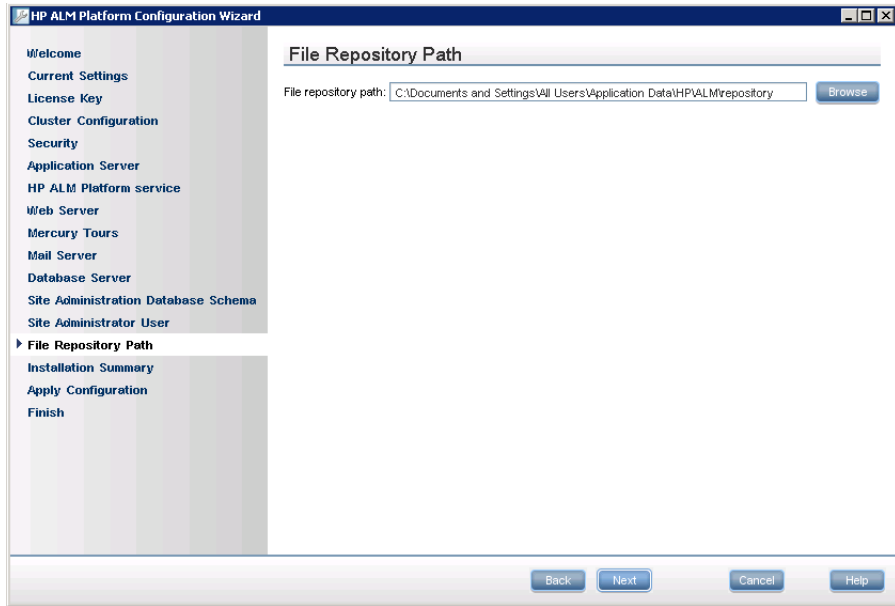 HP ALM Platform Configuration Wizard
Welcome
Current Settings
License Key
Cluster Configuration
Security
Application Server
HP ALM Platform service
Web Server
Mercury Tours
Mail Server
Database Server
Site Administration Database Schema
Site Administrator User
File Repository Path
Installation Summary
Apply Configuration
Finish
File Repository Path
File repository path: C:\Documents and Settings\All Users\Application Data\HP\ALM\repository Browse
Back Next Cancel Help